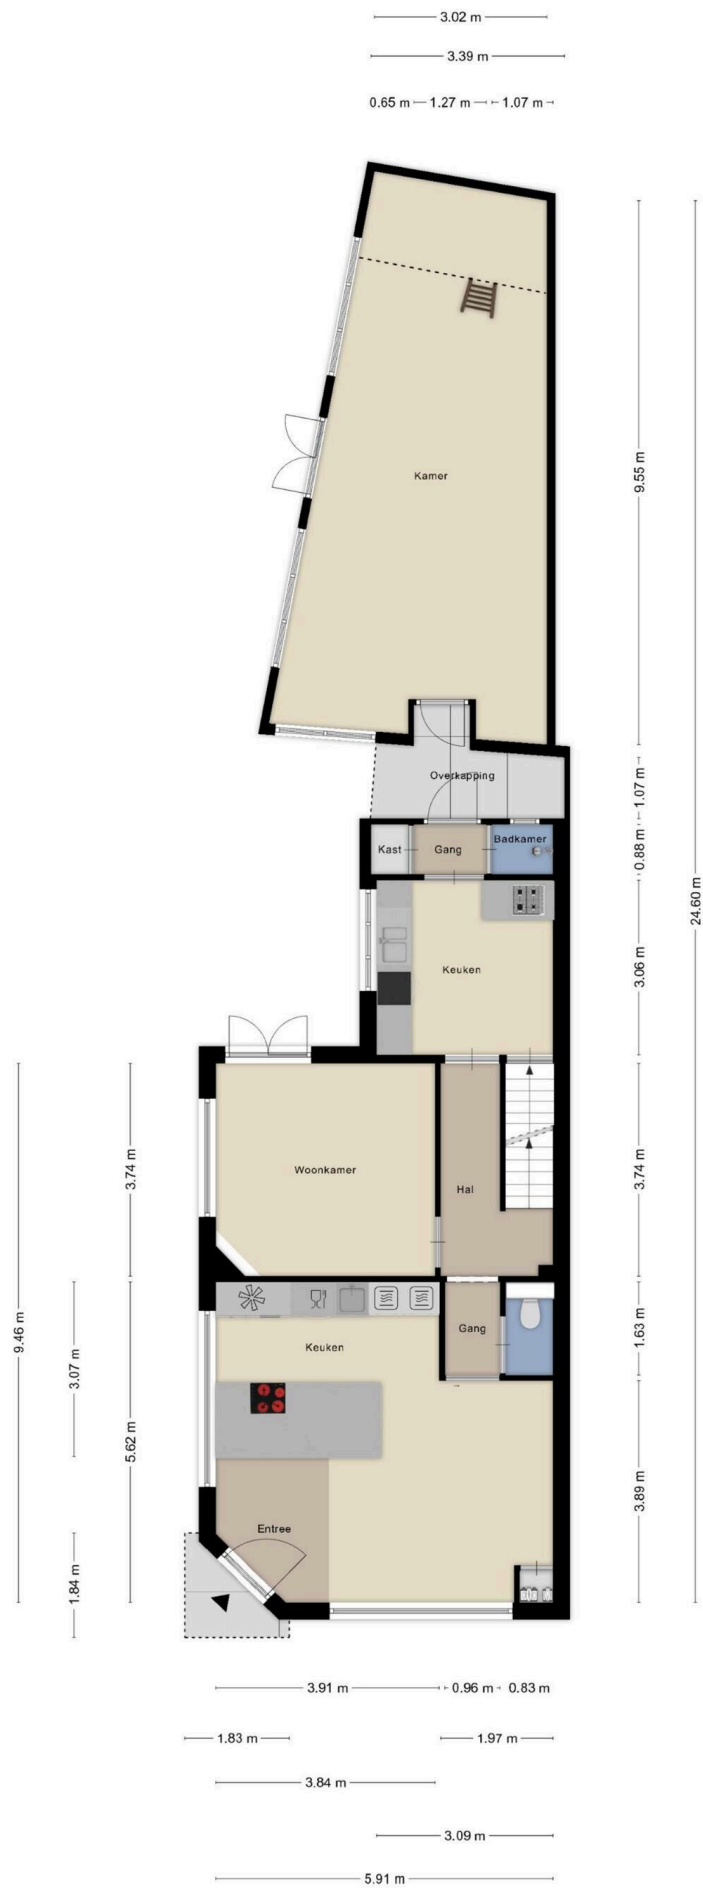 3.02 m
3.39 m
0.65 m 1.27 m 1.07 m
9.55 m
Kamer
Overkapping
1.07 m
Kast Gang Badkamer
0.88 m
24.60 m
Keuken
3.06 m
3.74 m
Woonkamer
Hal
3.74 m
9.46 m
3.07 m
5.62 m
Keuken
Gang
1.63 m
3.89 m
Entree
1.84 m
3.91 m 0.96 m 0.83 m
1.83 m 1.97 m
3.84 m
3.09 m
5.91 m